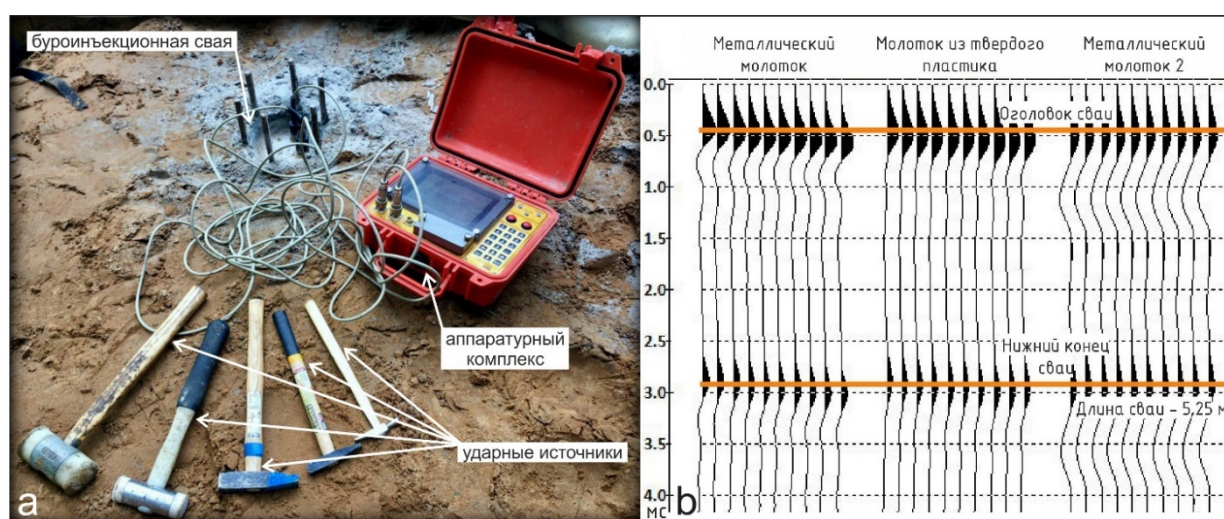 буроинъекционная свая
аппаратурный
комплекс
ударные источники
a
Металлический
молоток
Молоток из твердого
пластика
Металлический
молоток 2
0.0
Оголовок сваи
0.5
1.0
1.5
2.0
2.5
Нижний конец
сваи
3.0
Длина сваи – 5,25 м
3.5
4.0
МС
b